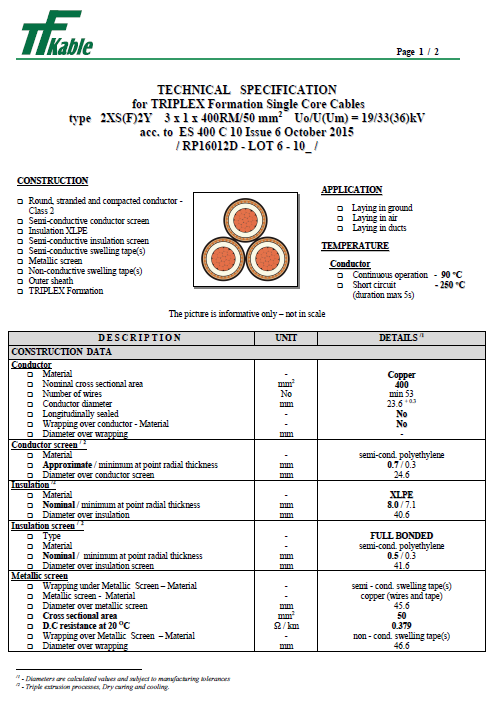 TF Kable
Page 1 / 2
TECHNICAL SPECIFICATION
for TRIPLEX Formation Single Core Cables
type 2XS(F)2Y 3 x 1 x 400RM/50 mm² Uo/U(Um) = 19/33(36)kV
acc. to ES 400 C 10 Issue 6 October 2015
/ RP16012D - LOT 6 - 10_ /
CONSTRUCTION
Round, stranded and compacted conductor -
Class 2
Semi-conductive conductor screen
Insulation XLPE
Semi-conductive insulation screen
Semi-conductive swelling tape(s)
Metallic screen
Non-conductive swelling tape(s)
Outer sheath
TRIPLEX Formation
APPLICATION
Laying in ground
Laying in air
Laying in ducts
TEMPERATURE
Conductor
Continuous operation - 90 °C
Short circuit - 250 °C
(duration max 5s)
The picture is informative only – not in scale
DESCRIPTION UNIT DETAILS /1
CONSTRUCTION DATA
Conductor
Material - Copper
Nominal cross sectional area mm² 400
Number of wires No min 53
Conductor diameter mm 23.6 ± 0,3
Longitudinally sealed - No
Wrapping over conductor - Material - No
Diameter over wrapping mm -
Conductor screen / 2
Material - semi-cond. polyethylene
Approximate / minimum at point radial thickness mm 0.7 / 0.3
Diameter over conductor screen mm 24.6
Insulation /2
Material - XLPE
Nominal / minimum at point radial thickness mm 8.0 / 7.1
Diameter over insulation mm 40.6
Insulation screen / 2
Type - FULL BONDED
Material - semi-cond. polyethylene
Nominal / minimum at point radial thickness mm 0.5 / 0.3
Diameter over insulation screen mm 41.6
Metallic screen
Wrapping under Metallic Screen – Material - semi - cond. swelling tape(s)
Metallic screen - Material - copper (wires and tape)
Diameter over metallic screen mm 45.6
Cross sectional area mm² 50
D.C resistance at 20 °C Ω / km 0.379
Wrapping over Metallic Screen – Material - non - cond. swelling tape(s)
Diameter over wrapping mm 46.6
/1 - Diameters are calculated values and subject to manufacturing tolerances
/2 - Triple extrusion processes, Dry curing and cooling.